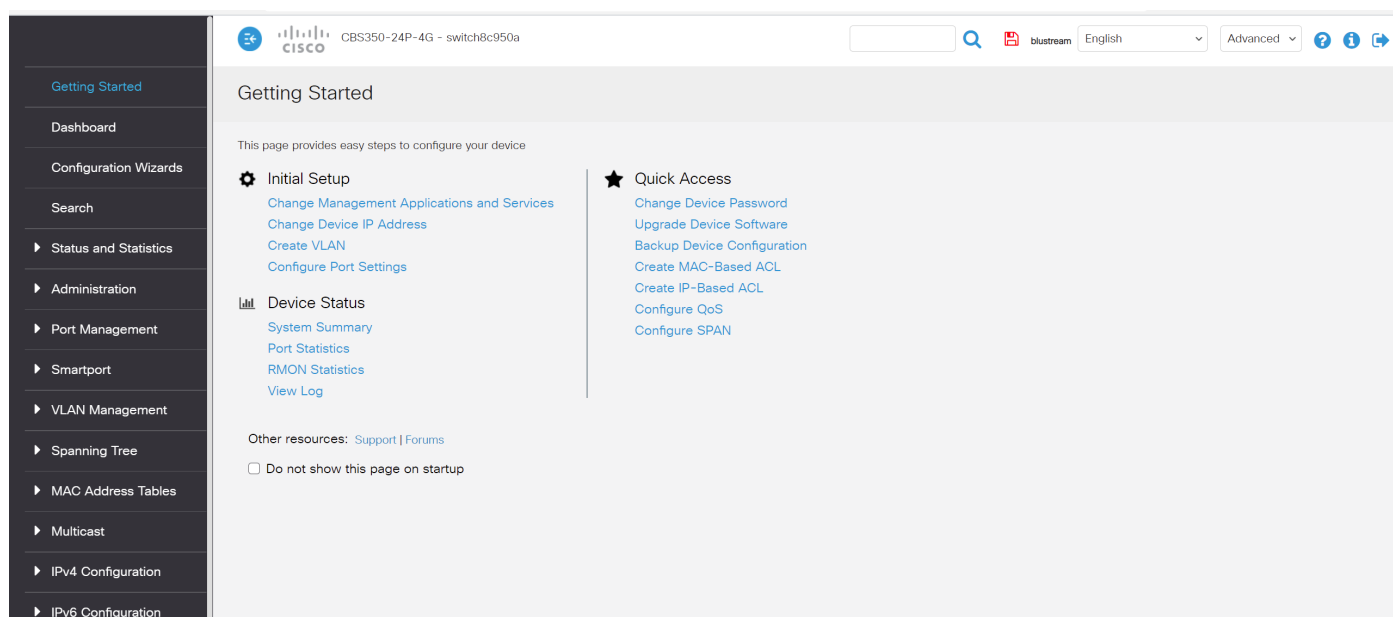 CISCO
CBS350-24P-4G - switch8c950a
blustream
English
Advanced
Getting Started
Dashboard
Configuration Wizards
Search
Status and Statistics
Administration
Port Management
Smartport
VLAN Management
Spanning Tree
MAC Address Tables
Multicast
IPv4 Configuration
IPv6 Configuration
Getting Started
This page provides easy steps to configure your device
Initial Setup
Change Management Applications and Services
Change Device IP Address
Create VLAN
Configure Port Settings
Device Status
System Summary
Port Statistics
RMON Statistics
View Log
Quick Access
Change Device Password
Upgrade Device Software
Backup Device Configuration
Create MAC-Based ACL
Create IP-Based ACL
Configure QoS
Configure SPAN
Other resources: Support | Forums
Do not show this page on startup